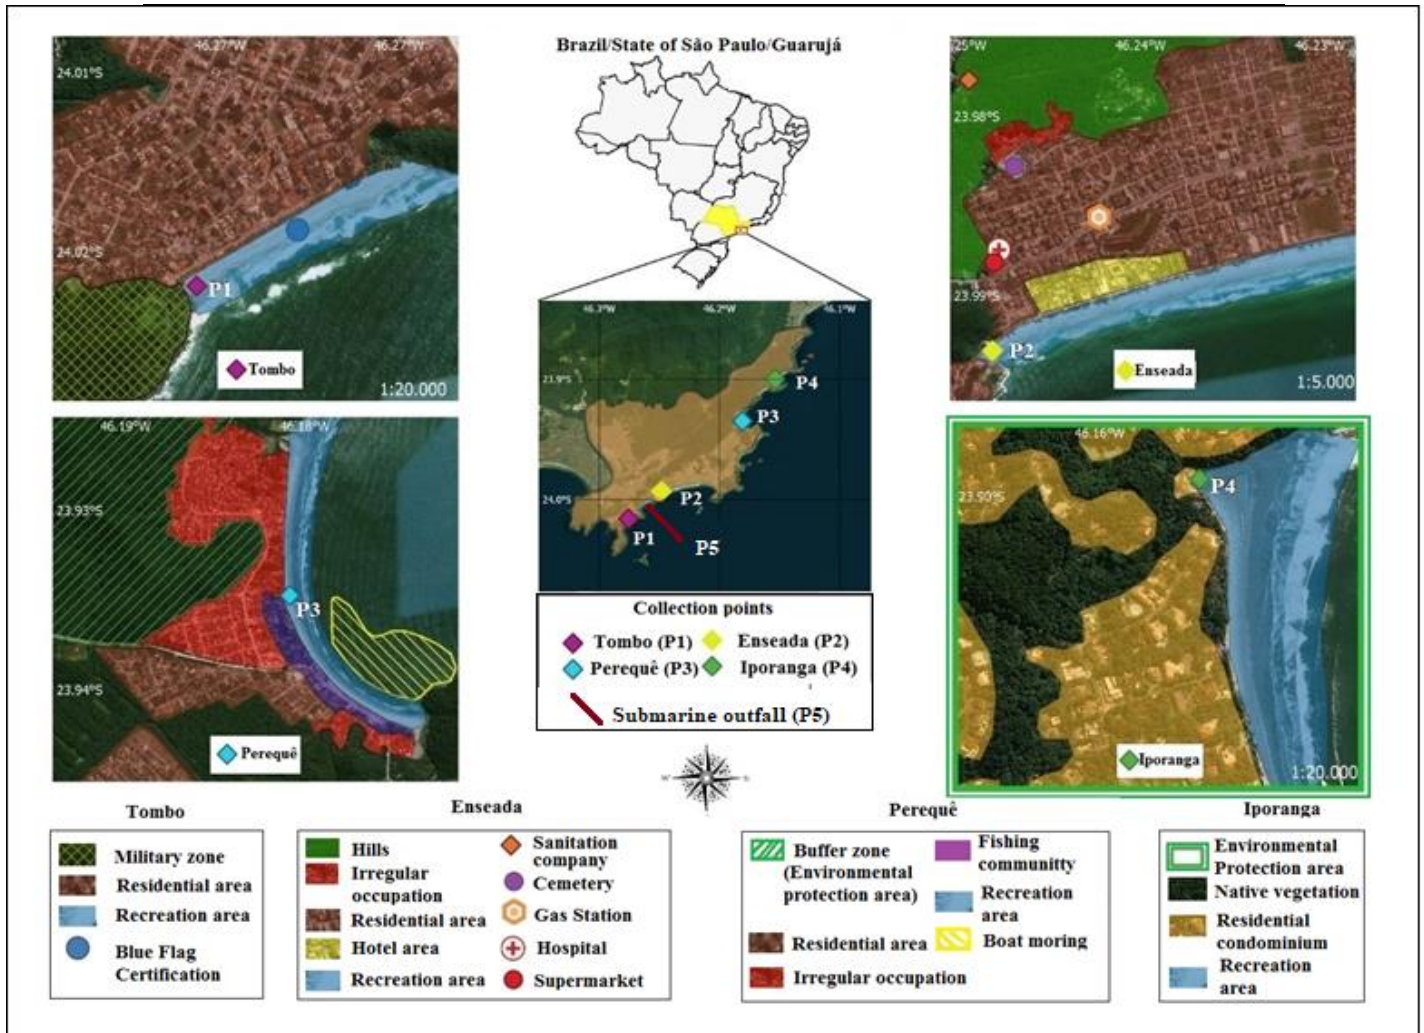 Brazil/State of São Paulo/Guarujá
46.27°W
46.27°W
24.01°S
24.02°S
P1
Tombo
1:20.000
25°W
46.24°W
46.23°W
23.98°S
23.99°S
P2
Enseada
1:5.000
46.3°W
46.2°W
46.1°W
23.9°S
24.0°S
P4
P3
P2
P1
P5
Collection points
Tombo (P1)
Enseada (P2)
Perequê (P3)
Iporanga (P4)
Submarine outfall (P5)
46.19°W
46.18°W
23.93°S
23.94°S
P3
Perequê
46.16°W
23.90°S
P4
Iporanga
1:20.000
W
S
Tombo
Military zone
Residential area
Recreation area
Blue Flag
Certification
Enseada
Hills
Irregular
occupation
Residential area
Hotel area
Recreation area
Sanitation
company
Cemetery
Gas Station
Hospital
Supermarket
Perequê
Buffer zone
(Environmental
protection area)
Residential area
Irregular occupation
Fishing
communitty
Recreation
area
Boat moring
Iporanga
Environmental
Protection area
Native vegetation
Residential
condominium
Recreation
area